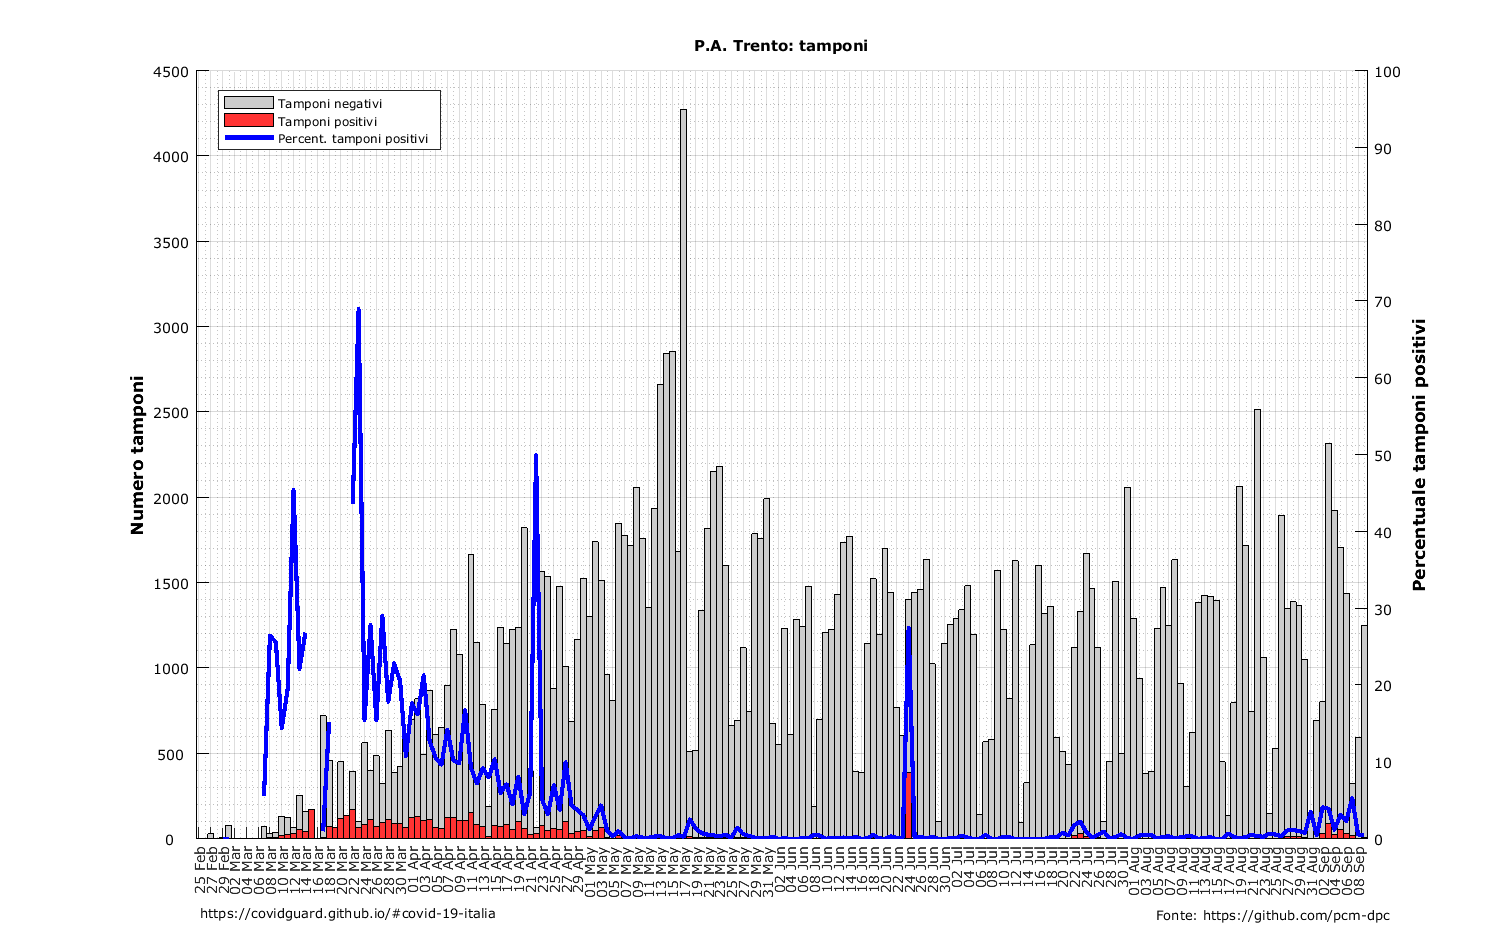 P.A. Trento: tamponi
Tamponi negativi
Tamponi positivi
Percent. tamponi positivi
4500
4000
3500
3000
2500
2000
1500
1000
500
0
Numero tamponi
100
90
80
70
60
50
40
30
20
10
0
Percentuale tamponi positivi
25 Feb
27 Feb
29 Feb
02 Mar
04 Mar
06 Mar
08 Mar
10 Mar
12 Mar
14 Mar
16 Mar
18 Mar
20 Mar
22 Mar
24 Mar
26 Mar
28 Mar
30 Mar
01 Apr
03 Apr
05 Apr
07 Apr
09 Apr
11 Apr
13 Apr
15 Apr
17 Apr
19 Apr
21 Apr
23 Apr
25 Apr
27 Apr
29 Apr
01 May
03 May
05 May
07 May
09 May
11 May
13 May
15 May
17 May
19 May
21 May
23 May
25 May
27 May
29 May
31 May
02 Jun
04 Jun
06 Jun
08 Jun
10 Jun
12 Jun
14 Jun
16 Jun
18 Jun
20 Jun
22 Jun
24 Jun
26 Jun
28 Jun
30 Jun
02 Jul
04 Jul
06 Jul
08 Jul
10 Jul
12 Jul
14 Jul
16 Jul
18 Jul
20 Jul
22 Jul
24 Jul
26 Jul
28 Jul
30 Jul
01 Aug
03 Aug
05 Aug
07 Aug
09 Aug
11 Aug
13 Aug
15 Aug
17 Aug
19 Aug
21 Aug
23 Aug
25 Aug
27 Aug
29 Aug
31 Aug
02 Sep
04 Sep
06 Sep
08 Sep
https://covidguard.github.io/#covid-19-italia
Fonte: https://github.com/pcm-dpc